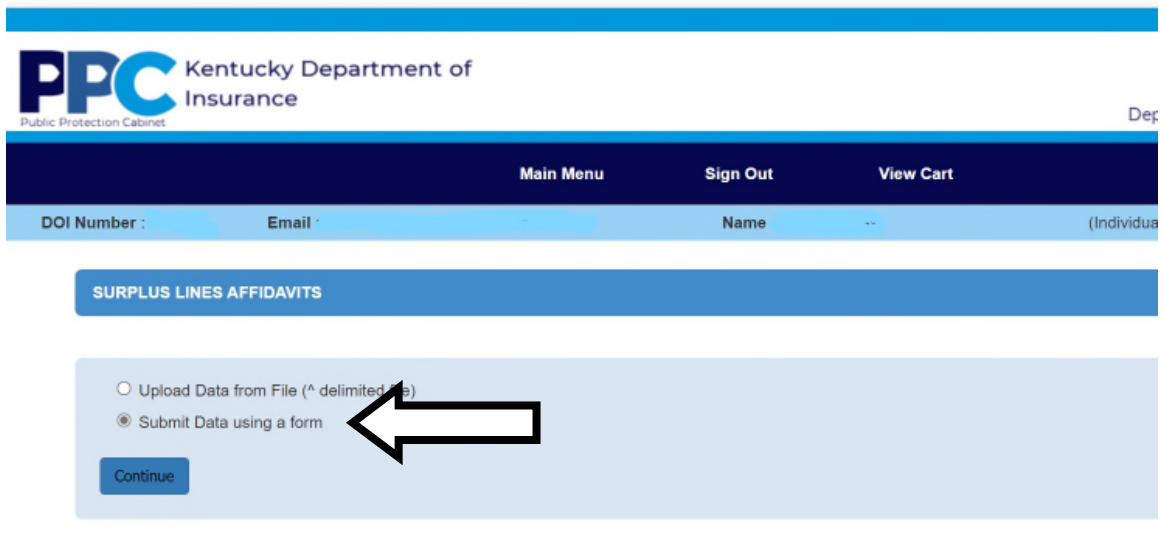 PPC
Kentucky Department of
Insurance
Public Protection Cabinet
Dep
Main Menu Sign Out View Cart
DOI Number : Email : Name -- (Individua
SURPLUS LINES AFFIDAVITS
Upload Data from File (^ delimited file)
Submit Data using a form
Continue